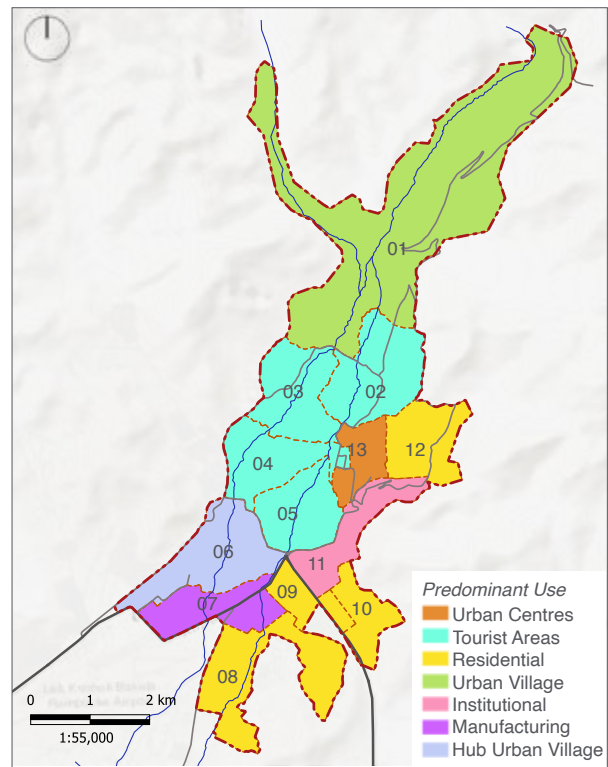 01
03
02
13
12
04
05
06
11
07
09
10
08
Predominant Use
Urban Centres
Tourist Areas
Residential
Urban Village
Institutional
Manufacturing
Hub Urban Village
0 1 2 km
1:55,000